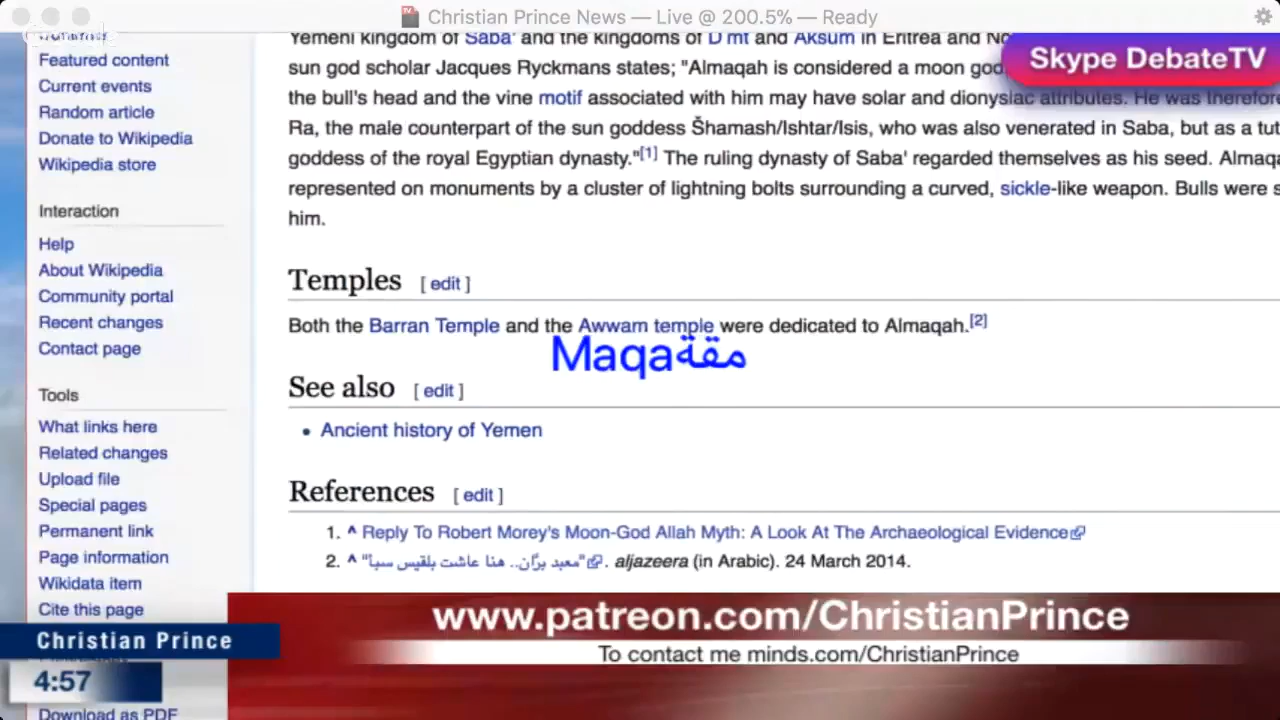 Christian Prince News — Live @ 200.5% — Ready
Skype DebateTV
Featured content
Current events
Random article
Donate to Wikipedia
Wikipedia store
Interaction
Help
About Wikipedia
Community portal
Recent changes
Contact page
Tools
What links here
Related changes
Upload file
Special pages
Permanent link
Page information
Wikidata item
Cite this page
Download as PDF
Yemeni kingdom of Saba' and the kingdoms of D'mt and Aksum in Eritrea and
sun god scholar Jacques Ryckmans states; "Almaqah is considered a moon god
the bull's head and the vine motif associated with him may have solar and dionysiac attributes. He was therefore
Ra, the male counterpart of the sun goddess Šhamash/Ishtar/Isis, who was also venerated in Saba, but as a
goddess of the royal Egyptian dynasty."[1] The ruling dynasty of Saba' regarded themselves as his seed.
represented on monuments by a cluster of lightning bolts surrounding a curved, sickle-like weapon. Bulls were
him.
Temples [ edit ]
Both the Barran Temple and the Awwam temple were dedicated to Almaqah.[2]
Maqaمقة
See also [ edit ]
• Ancient history of Yemen
References [ edit ]
1. ^ Reply To Robert Morey's Moon-God Allah Myth: A Look At The Archaeological Evidence
2. ^ "معبد برّان.. هنا عاشت بلقيس سبأ". aljazeera (in Arabic). 24 March 2014.
www.patreon.com/ChristianPrince
To contact me minds.com/ChristianPrince
Christian Prince
4:57